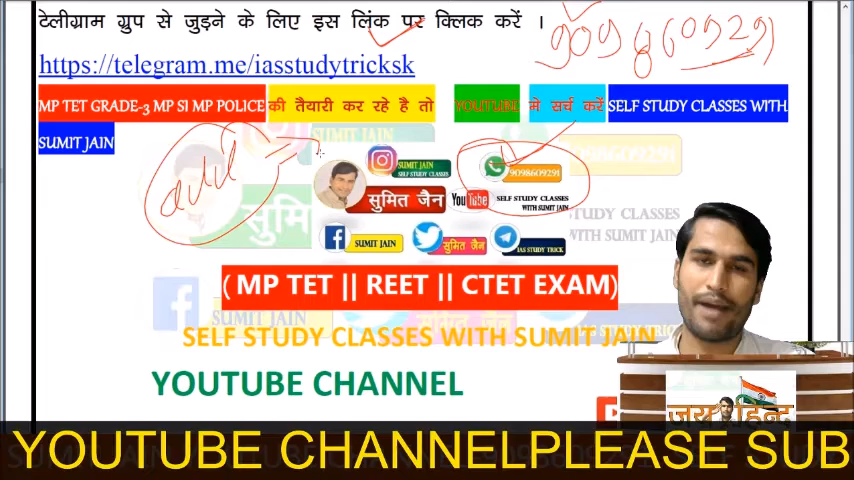 टेलीग्राम ग्रुप से जुड़ने के लिए इस लिंक पर क्लिक करें ।
9098609291
https://telegram.me/iasstudytricksk
MP TET GRADE-3 MP SI MP POLICE की तैयारी कर रहे है तो YOUTUBE मे सर्च करें SELF STUDY CLASSES WITH
SUMIT JAIN
SUMIT JAIN
SELF STUDY CLASSES
9098609291
सुमित जैन
YouTube
SELF STUDY CLASSES
WITH SUMIT JAIN
SUMIT JAIN
सुमित जैन
IAS STUDY TRICK
( MP TET || REET || CTET EXAM)
SELF STUDY CLASSES WITH SUMIT JAIN
YOUTUBE CHANNEL
जय हिन्द
YOUTUBE CHANNELPLEASE SUB